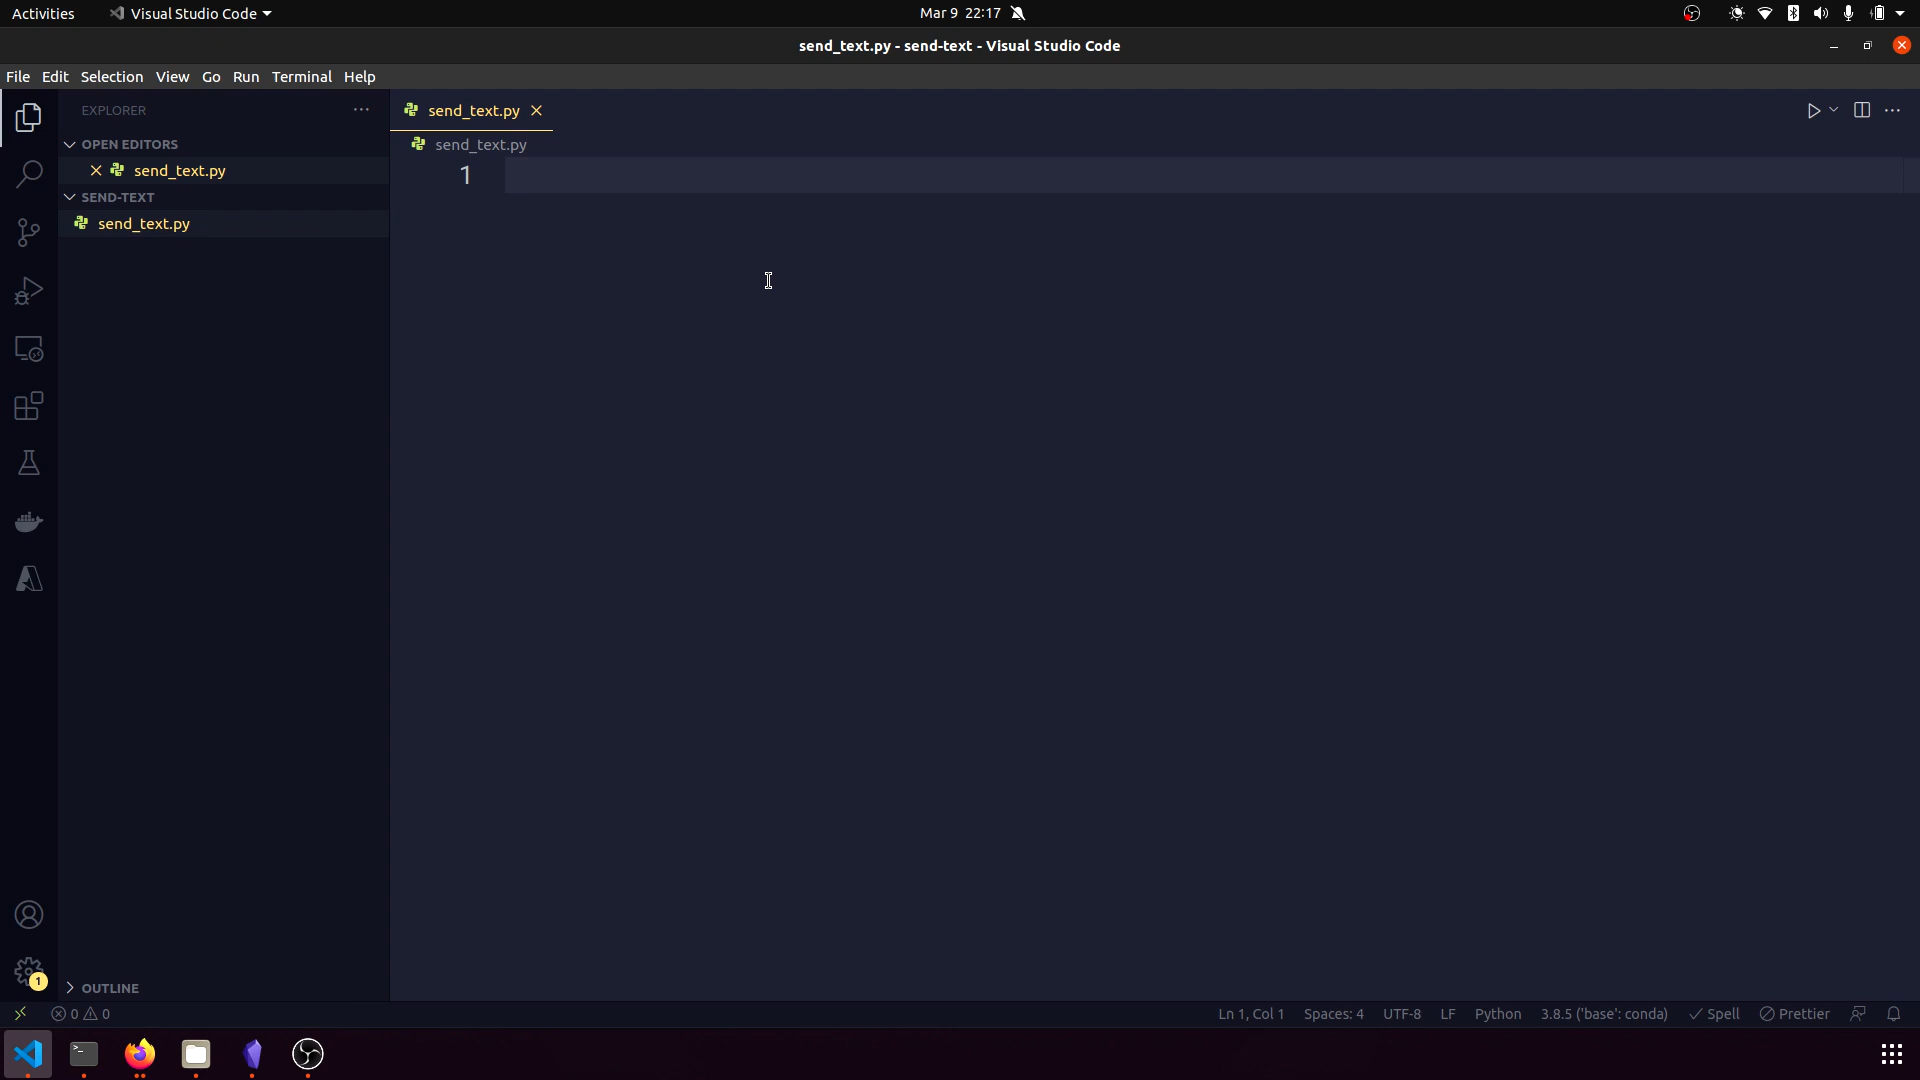 Activities Visual Studio Code Mar 9 22:17
send_text.py - send-text - Visual Studio Code
File Edit Selection View Go Run Terminal Help
EXPLORER
OPEN EDITORS
send_text.py
SEND-TEXT
send_text.py
OUTLINE
send_text.py
send_text.py
1
1
0 0 Ln 1, Col 1 Spaces: 4 UTF-8 LF Python 3.8.5 ('base': conda) Spell Prettier